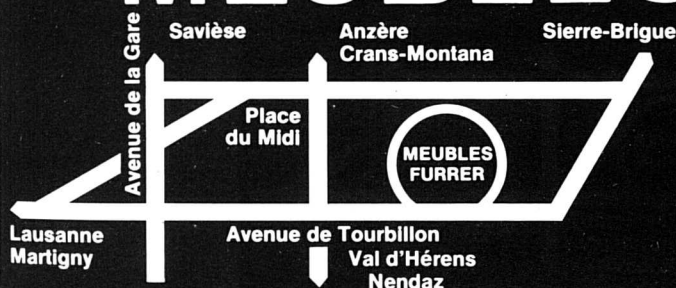 Avenue de la Gare
Savièse
Anzère
Crans-Montana
Sierre-Brigue
Place
du Midi
MEUBLES
FURRER
Lausanne
Martigny
Avenue de Tourbillon
Val d'Hérens
Nendaz